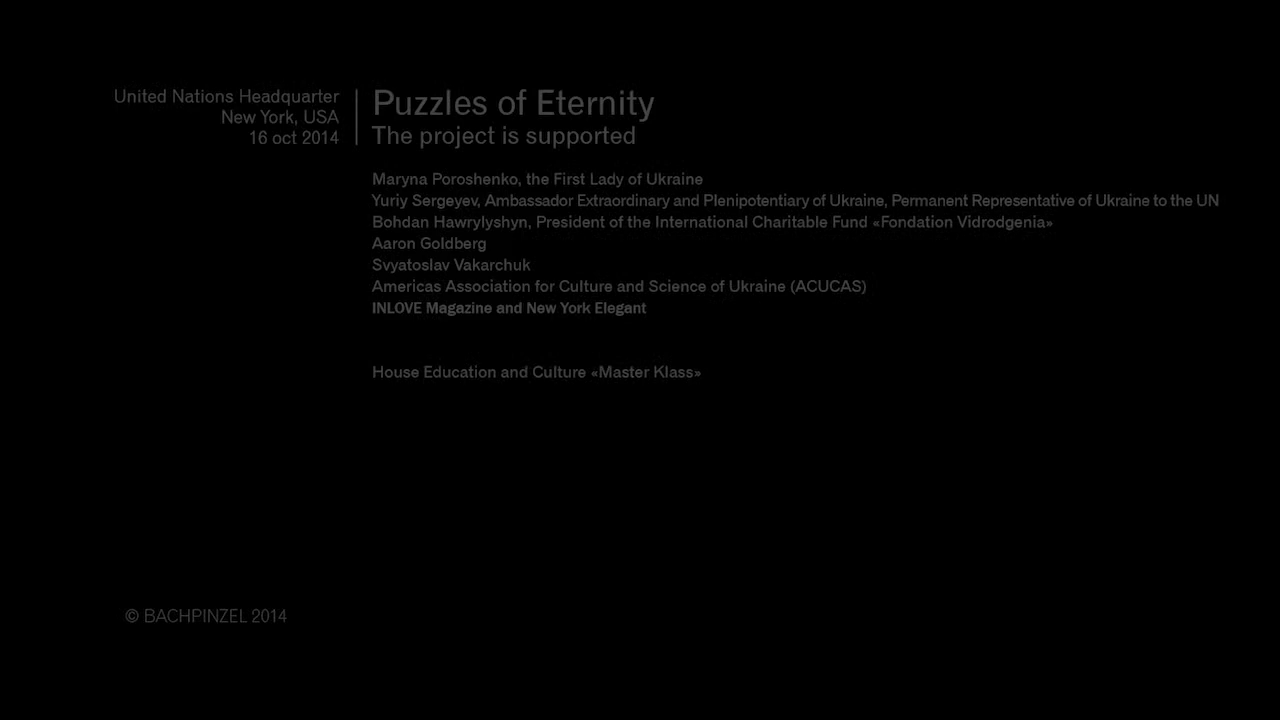 United Nations Headquarter
New York, USA
16 oct 2014
Puzzles of Eternity
The project is supported
Maryna Poroshenko, the First Lady of Ukraine
Yuriy Sergeyev, Ambassador Extraordinary and Plenipotentiary of Ukraine, Permanent Representative of Ukraine to the UN
Bohdan Hawrylyshyn, President of the International Charitable Fund «Fondation Vidrodgenia»
Aaron Goldberg
Svyatoslav Vakarchuk
Americas Association for Culture and Science of Ukraine (ACUCAS)
INLOVE Magazine and New York Elegant
House Education and Culture «Master Klass»
© BACHPINZEL 2014